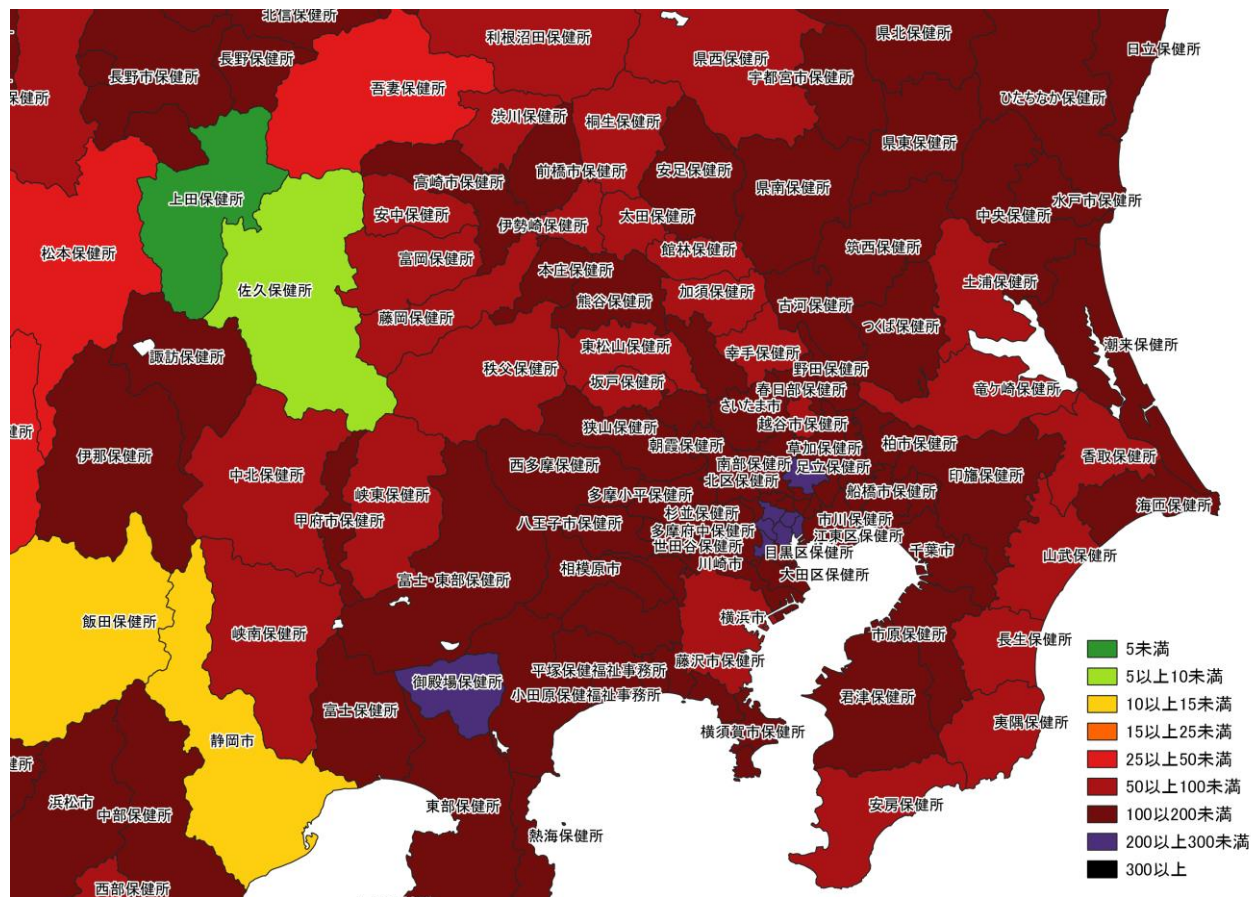 北信保健所
利根沼田保健所
県西保健所
県北保健所
日立保健所
長野保健所
長野市保健所
宇都宮市保健所
吾妻保健所
保健所
ひたちなか保健所
渋川保健所
桐生保健所
県東保健所
前橋市保健所
安足保健所
高崎市保健所
県南保健所
上田保健所
水戸市保健所
安中保健所
伊勢崎保健所
太田保健所
中央保健所
松本保健所
富岡保健所
館林保健所
筑西保健所
本庄保健所
土浦保健所
佐久保健所
加須保健所
熊谷保健所
古河保健所
藤岡保健所
つくば保健所
東松山保健所
潮来保健所
諏訪保健所
幸手保健所
秩父保健所
野田保健所
坂戸保健所
春日部保健所
竜ケ崎保健所
さいたま市
越谷市保健所
狭山保健所
健所
朝霞保健所
草加保健所
柏市保健所
伊那保健所
香取保健所
西多摩保健所
南部保健所
足立保健所
中北保健所
北区保健所
印旛保健所
峡東保健所
多摩小平保健所
船橋市保健所
海匝保健所
杉並保健所
甲府市保健所
八王子市保健所
市川保健所
多摩府中保健所
江東区保健所
世田谷保健所
目黒区保健所
千葉市
山武保健所
川崎市
相模原市
大田区保健所
富士・東部保健所
横浜市
飯田保健所
峡南保健所
市原保健所
長生保健所
5未満
藤沢市保健所
平塚保健福祉事務所
5以上10未満
御殿場保健所
小田原保健福祉事務所
君津保健所
10以上15未満
富士保健所
夷隅保健所
横須賀市保健所
15以上25未満
静岡市
25以上50未満
健所
50以上100未満
浜松市
中部保健所
東部保健所
安房保健所
100以上200未満
熱海保健所
200以上300未満
300以上
西部保健所